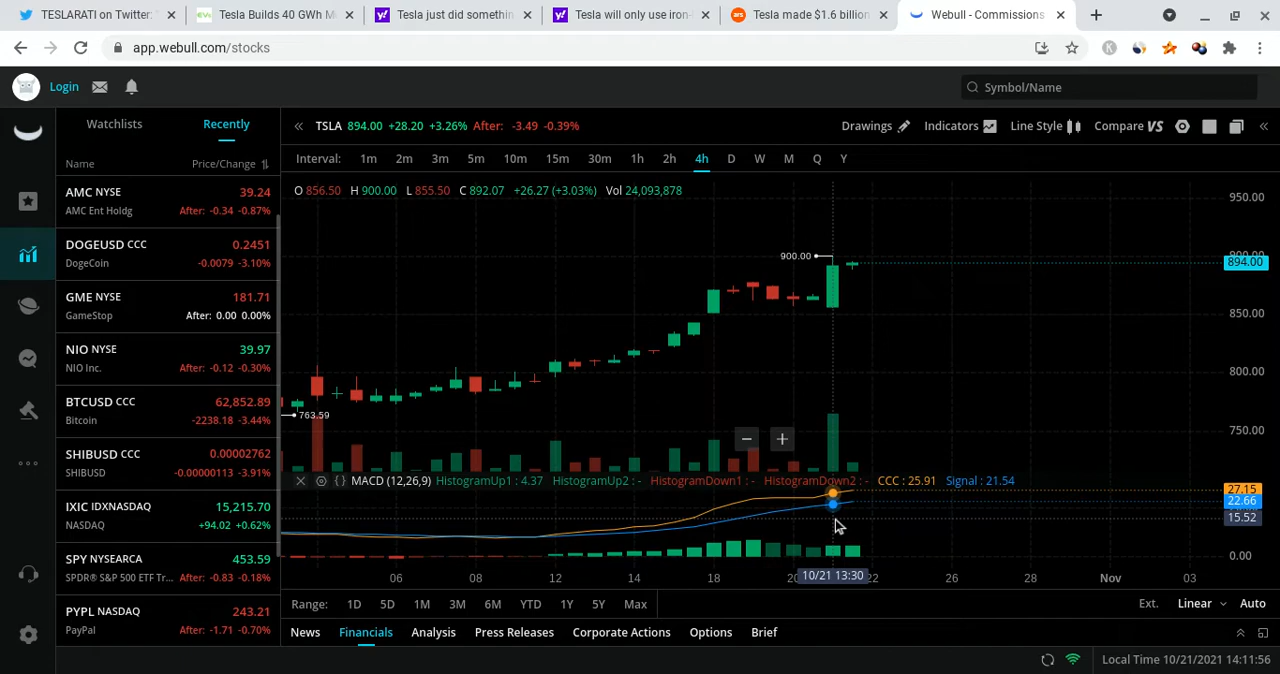 TESLARATI on Twitter: "
Tesla Builds 40 GWh M
Tesla just did somethin
Tesla will only use iron-
Tesla made $1.6 billion
Webull - Commissions
app.webull.com/stocks
Login
Symbol/Name
Watchlists
Recently
Name Price/Change
AMC NYSE 39.24
AMC Ent Holdg After: -0.34 -0.87%
DOGEUSD CCC 0.2451
DogeCoin -0.0079 -3.10%
GME NYSE 181.71
GameStop After: 0.00 0.00%
NIO NYSE 39.97
NIO Inc. After: -0.12 -0.30%
BTCUSD CCC 62,852.89
Bitcoin -2238.18 -3.44%
SHIBUSD CCC 0.00002762
SHIBUSD -0.00000113 -3.91%
IXIC IDXNASDAQ 15,215.70
NASDAQ +94.02 +0.62%
SPY NYSEARCA 453.59
SPDR® S&P 500 ETF Tr... After: -0.83 -0.18%
PYPL NASDAQ 243.21
PayPal After: -1.71 -0.70%
TSLA 894.00 +28.20 +3.26% After: -3.49 -0.39%
Drawings Indicators Line Style Compare VS
Interval: 1m 2m 3m 5m 10m 15m 30m 1h 2h 4h D W M Q Y
O 856.50 H 900.00 L 855.50 C 892.07 +26.27 (+3.03%) Vol 24,093,878
950.00
900.00
894.00
850.00
800.00
750.00
900.00
763.59
MACD (12,26,9) HistogramUp1 : 4.37 HistogramUp2 : - HistogramDown1 : - HistogramDown2 : - CCC : 25.91 Signal : 21.54
27.15
22.66
15.52
0.00
06 08 12 14 18 20 10/21 13:30 22 26 28 Nov 03
Range: 1D 5D 1M 3M 6M YTD 1Y 5Y Max
Ext. Linear Auto
News Financials Analysis Press Releases Corporate Actions Options Brief
Local Time 10/21/2021 14:11:56